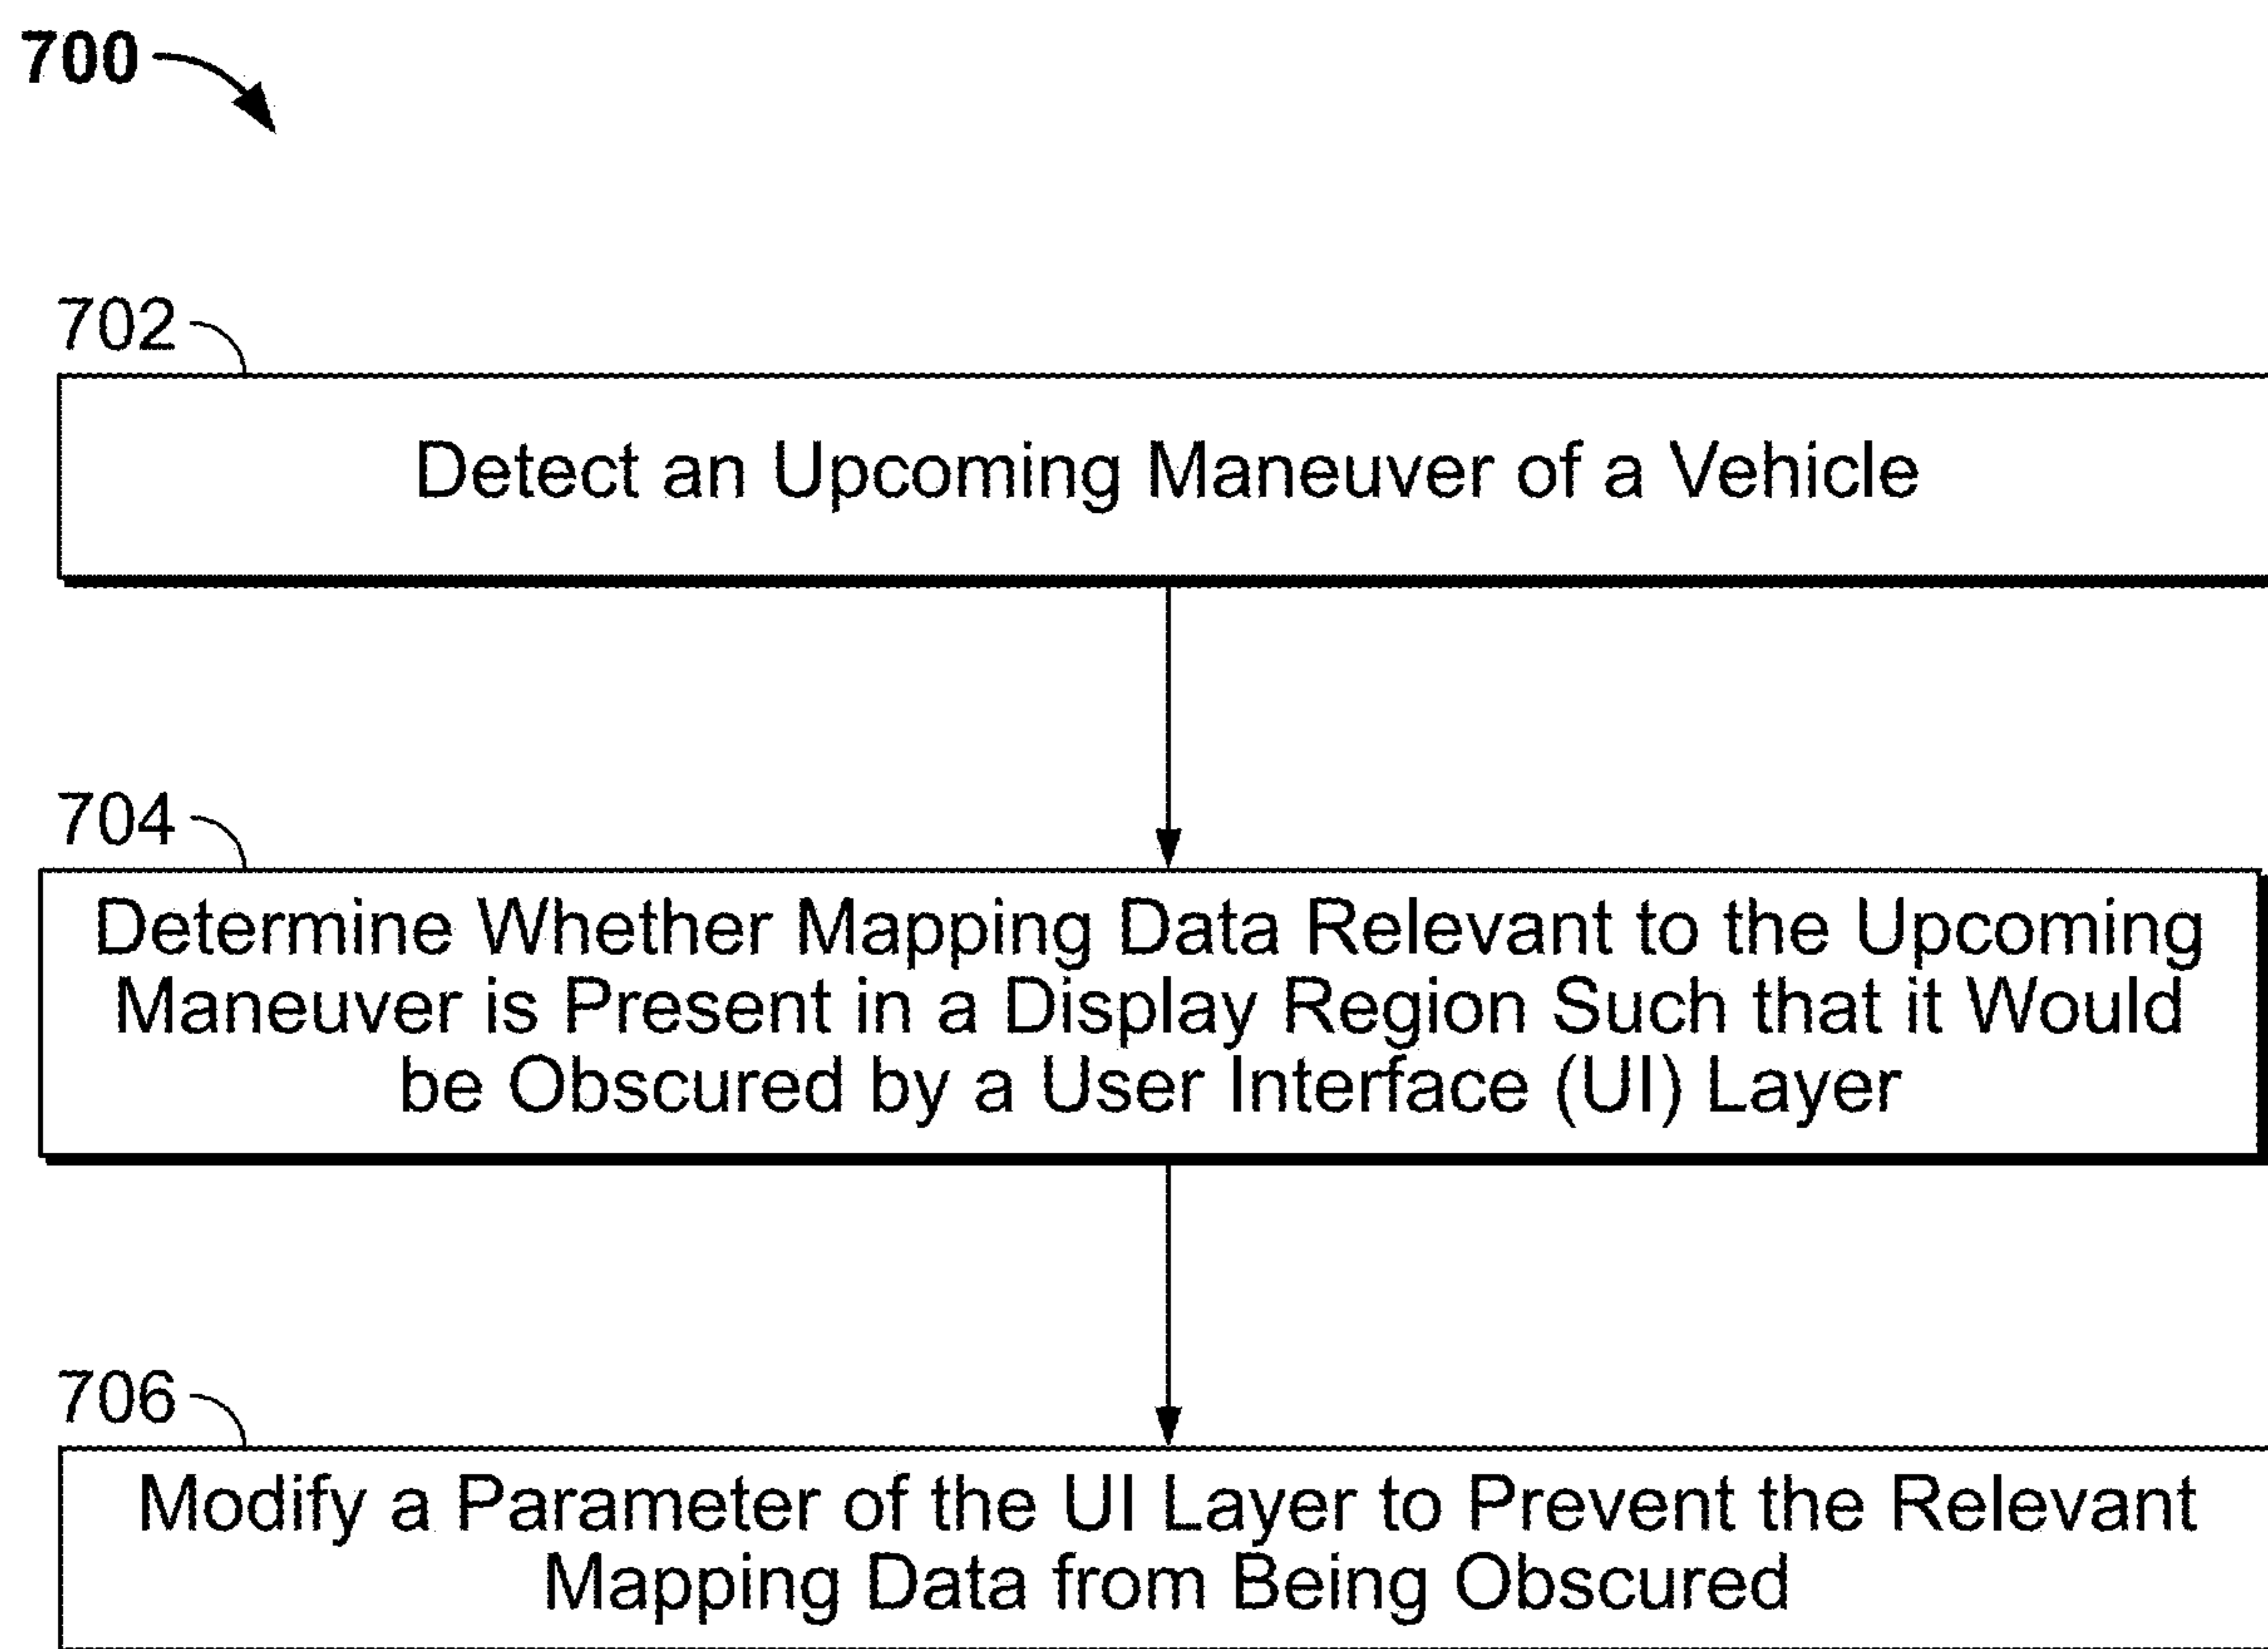 700
702
Detect an Upcoming Maneuver of a Vehicle
704
Determine Whether Mapping Data Relevant to the Upcoming
Maneuver is Present in a Display Region Such that it Would
be Obscured by a User Interface (UI) Layer
706
Modify a Parameter of the UI Layer to Prevent the Relevant
Mapping Data from Being Obscured